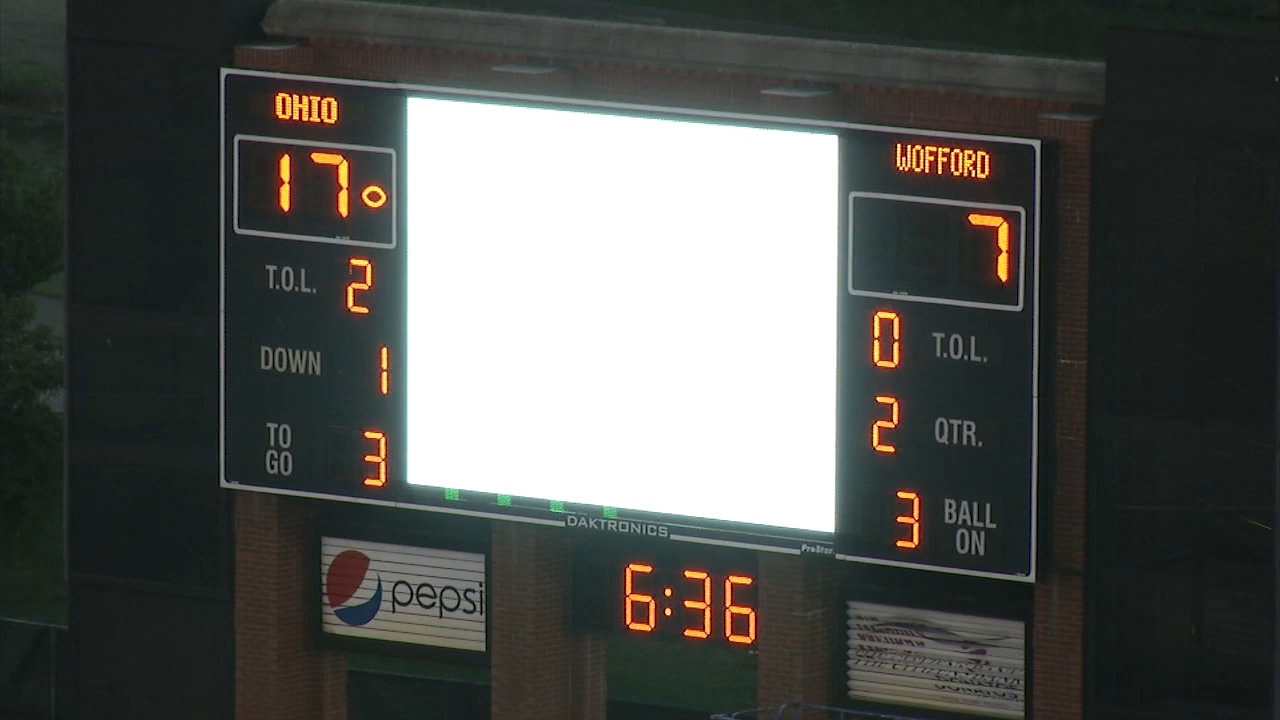 OHIO
17
T.O.L. 2
DOWN 1
TO GO 3
WOFFORD
7
0 T.O.L.
2 QTR.
3 BALL ON
DAKTRONICS
ProStar
pepsi
6:36